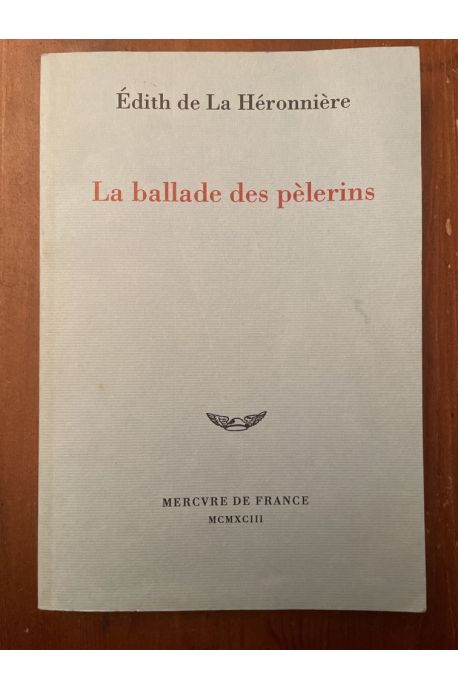 Édith de La Héronnière
La ballade des pèlerins
MERCVRE DE FRANCE
MCMXCIII